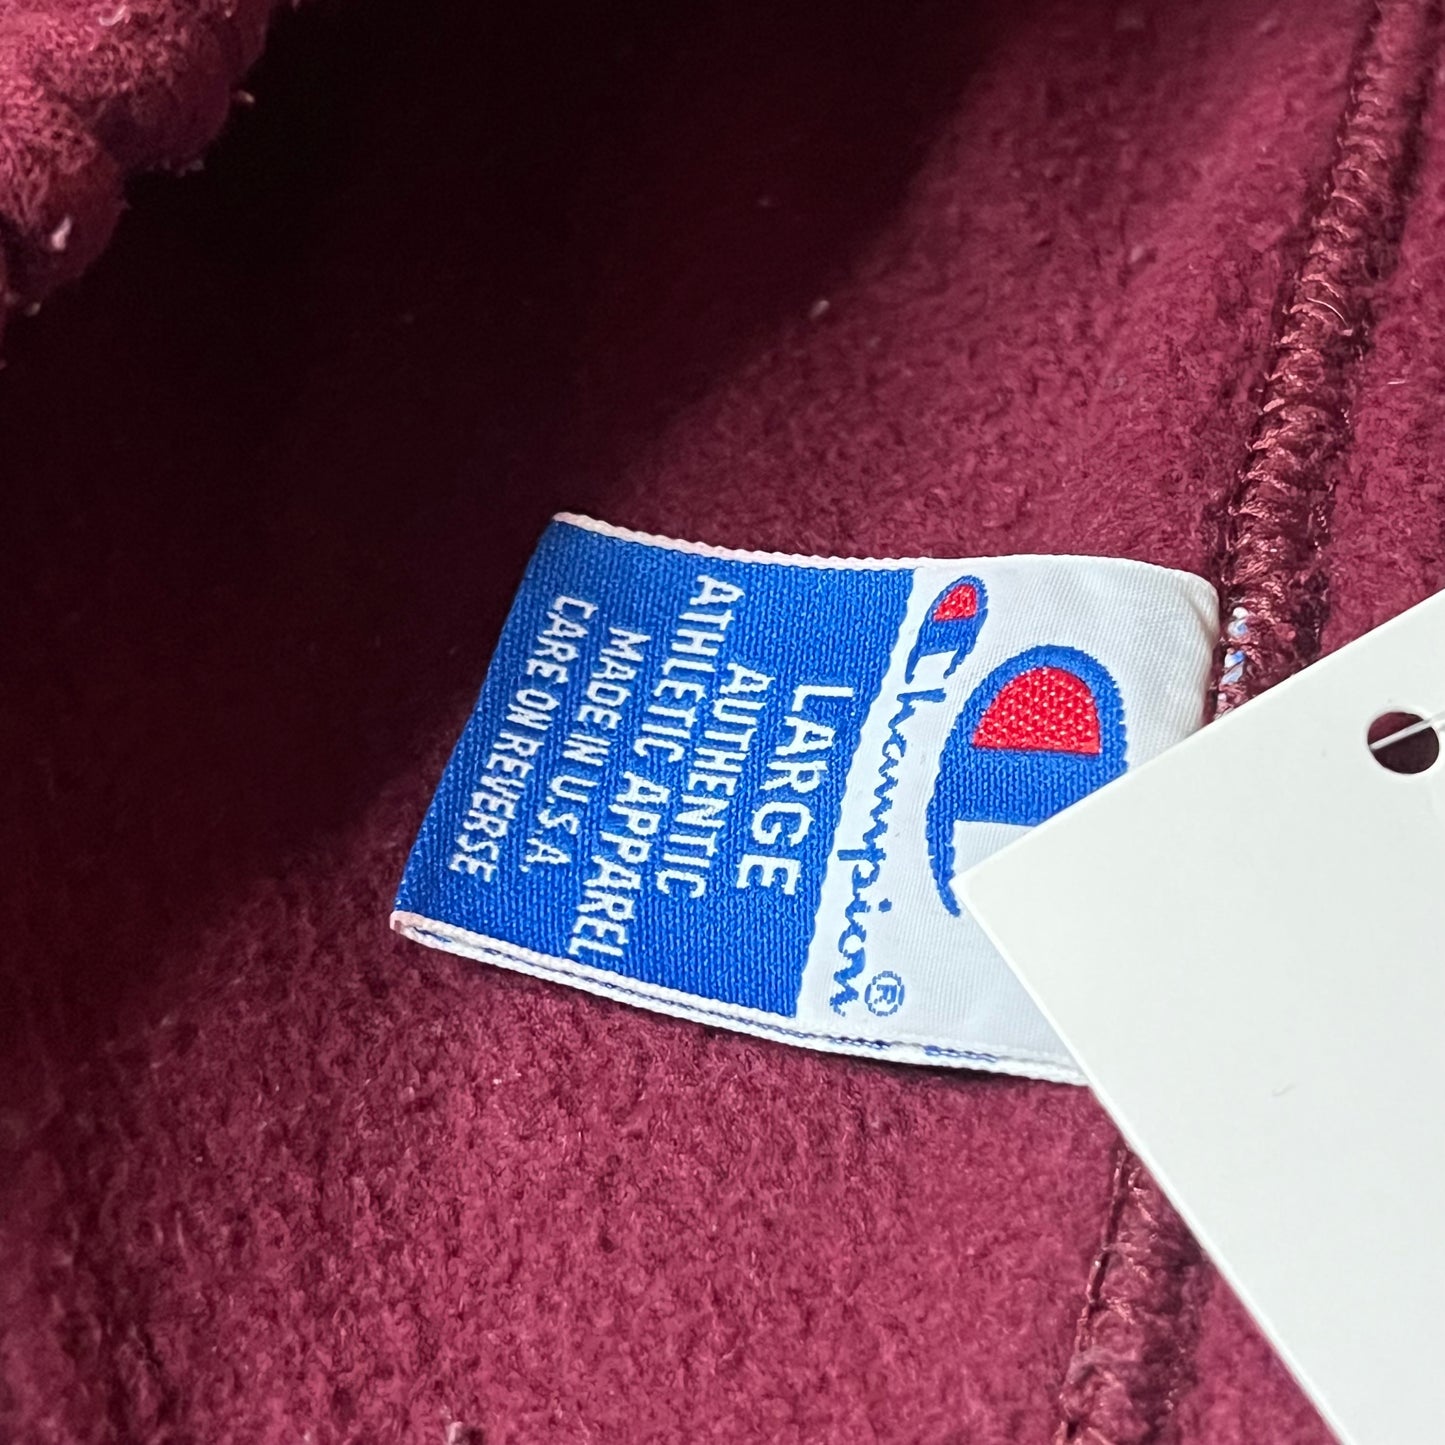 Champion®
LARGE
AUTHENTIC
ATHLETIC APPAREL
MADE IN U.S.A.
CARE ON REVERSE